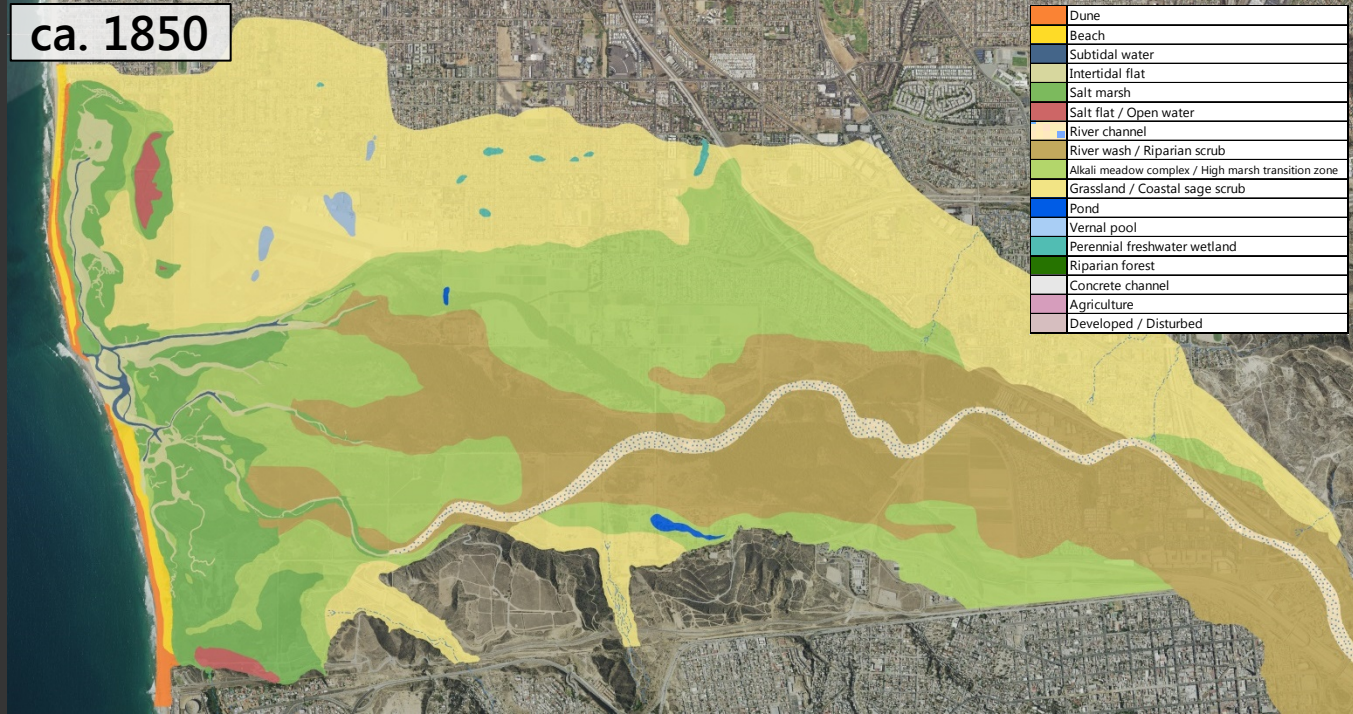 ca. 1850
Dune
Beach
Subtidal water
Intertidal flat
Salt marsh
Salt flat / Open water
River channel
River wash / Riparian scrub
Alkali meadow complex / High marsh transition zone
Grassland / Coastal sage scrub
Pond
Vernal pool
Perennial freshwater wetland
Riparian forest
Concrete channel
Agriculture
Developed / Disturbed